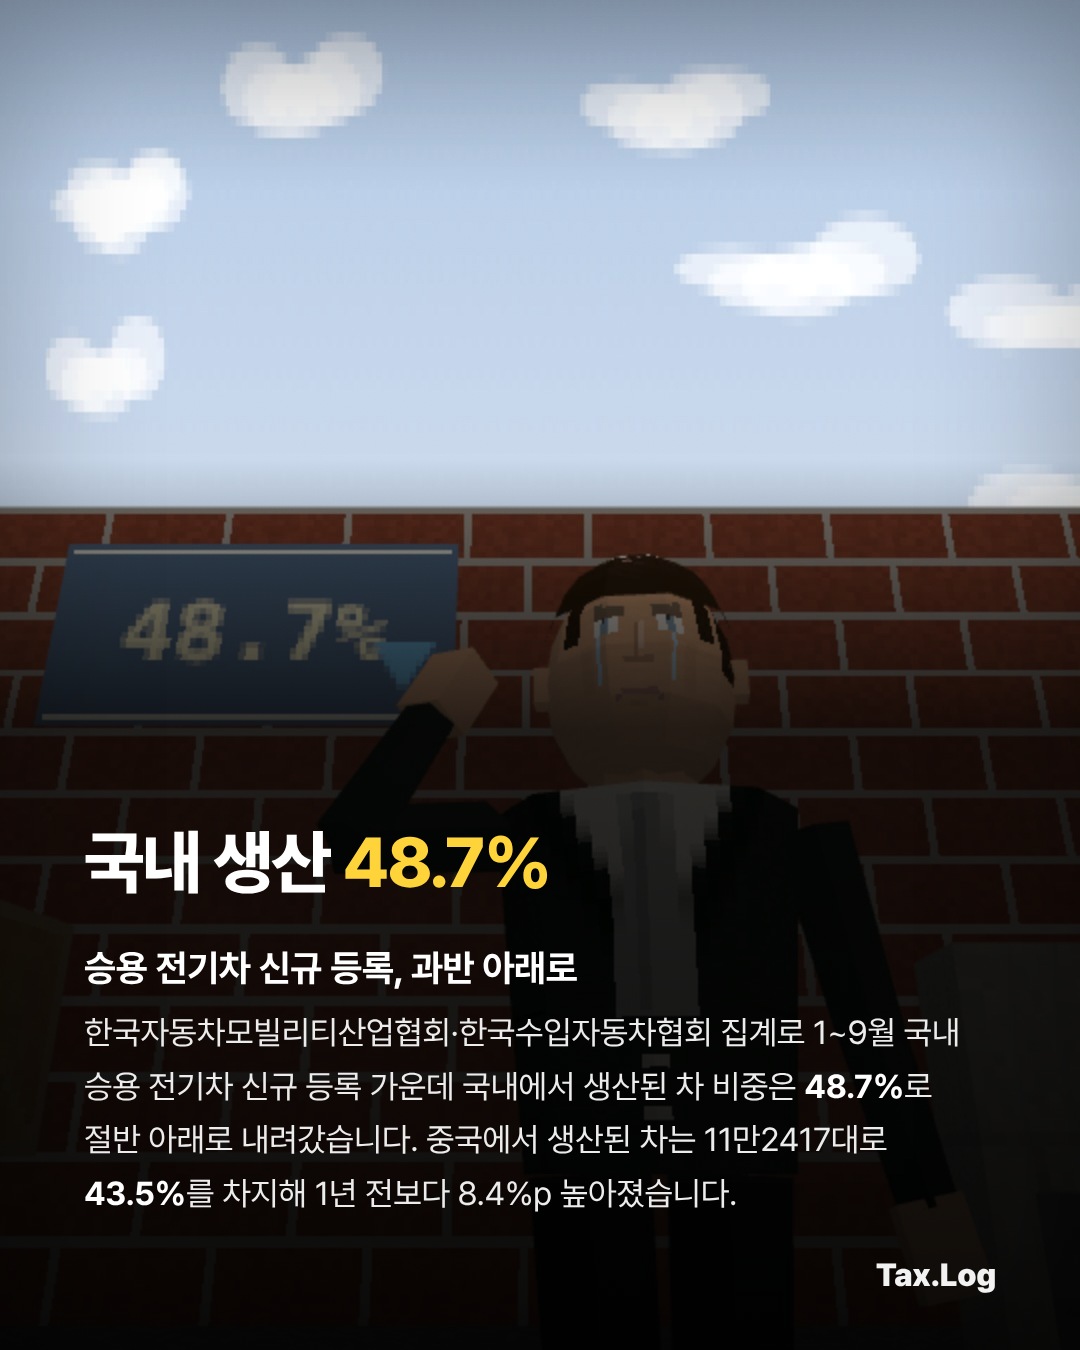 48.7%
국내 생산 48.7%
승용 전기차 신규 등록, 과반 아래로
한국자동차모빌리티산업협회·한국수입자동차협회 집계로 1~9월 국내
승용 전기차 신규 등록 가운데 국내에서 생산된 차 비중은 48.7%로
절반 아래로 내려갔습니다. 중국에서 생산된 차는 11만2417대로
43.5%를 차지해 1년 전보다 8.4%p 높아졌습니다.
Tax.Log